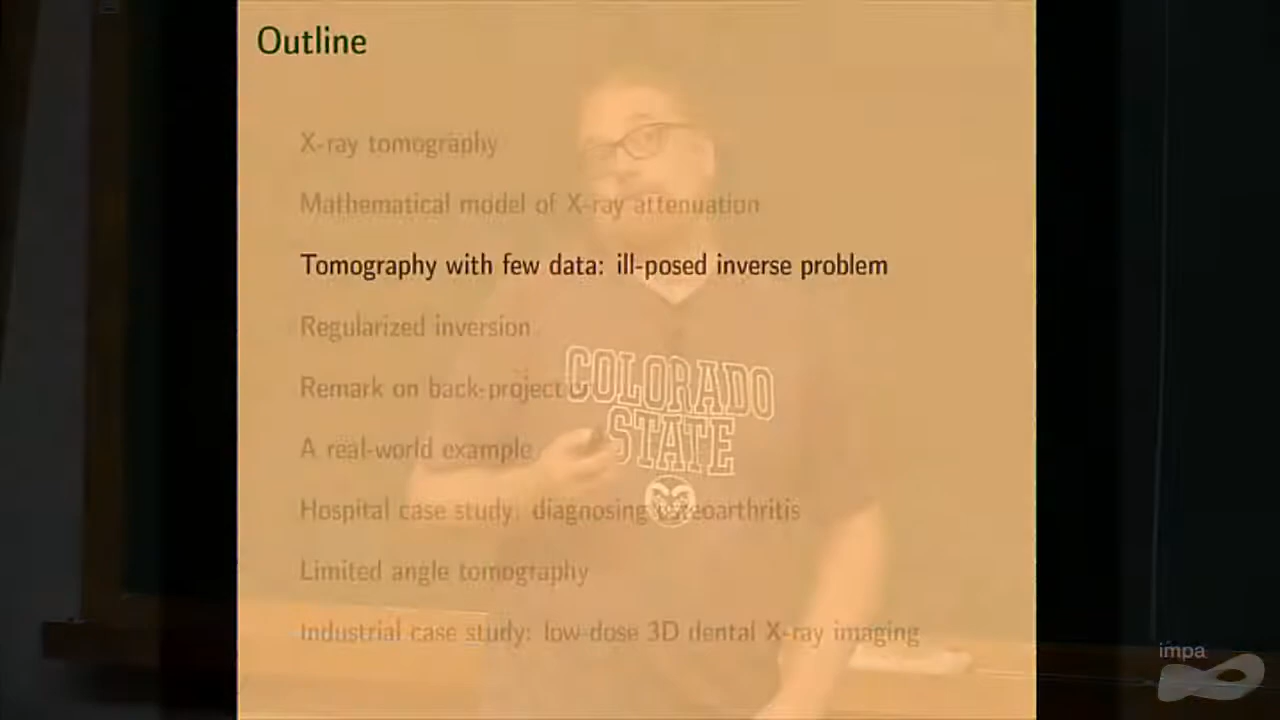 Outline
X-ray tomography
Mathematical model of X-ray attenuation
Tomography with few data: ill-posed inverse problem
Regularized inversion
Remark on back-project
A real-world example
Hospital case study: diagnosing osteoarthritis
Limited angle tomography
Industrial case study: low-dose 3D dental X-ray imaging
COLORADO
STATE
impa